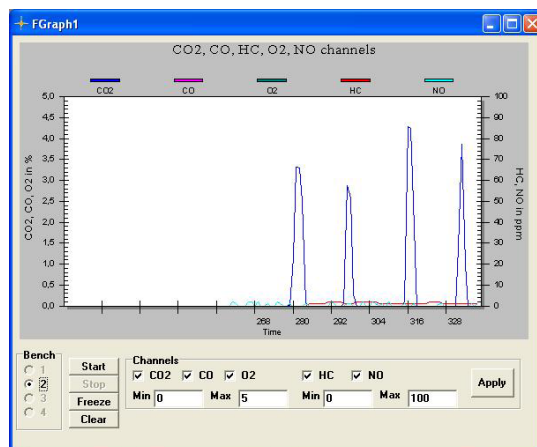 FGraph1
CO2, CO, HC, O2, NO channels
CO2 CO O2 HC NO
5,0 100
4,5 90
4,0 80
3,5 70
3,0 60
2,5 50
2,0 40
1,5 30
1,0 20
0,5 10
0,0 0
CO2, CO, O2 in %
HC, NO in ppm
268 280 292 304 316 328
Time
Bench
1
2
3
4
Start
Stop
Freeze
Clear
Channels
CO2 CO O2 HC NO
Min 0 Max 5 Min 0 Max 100
Apply